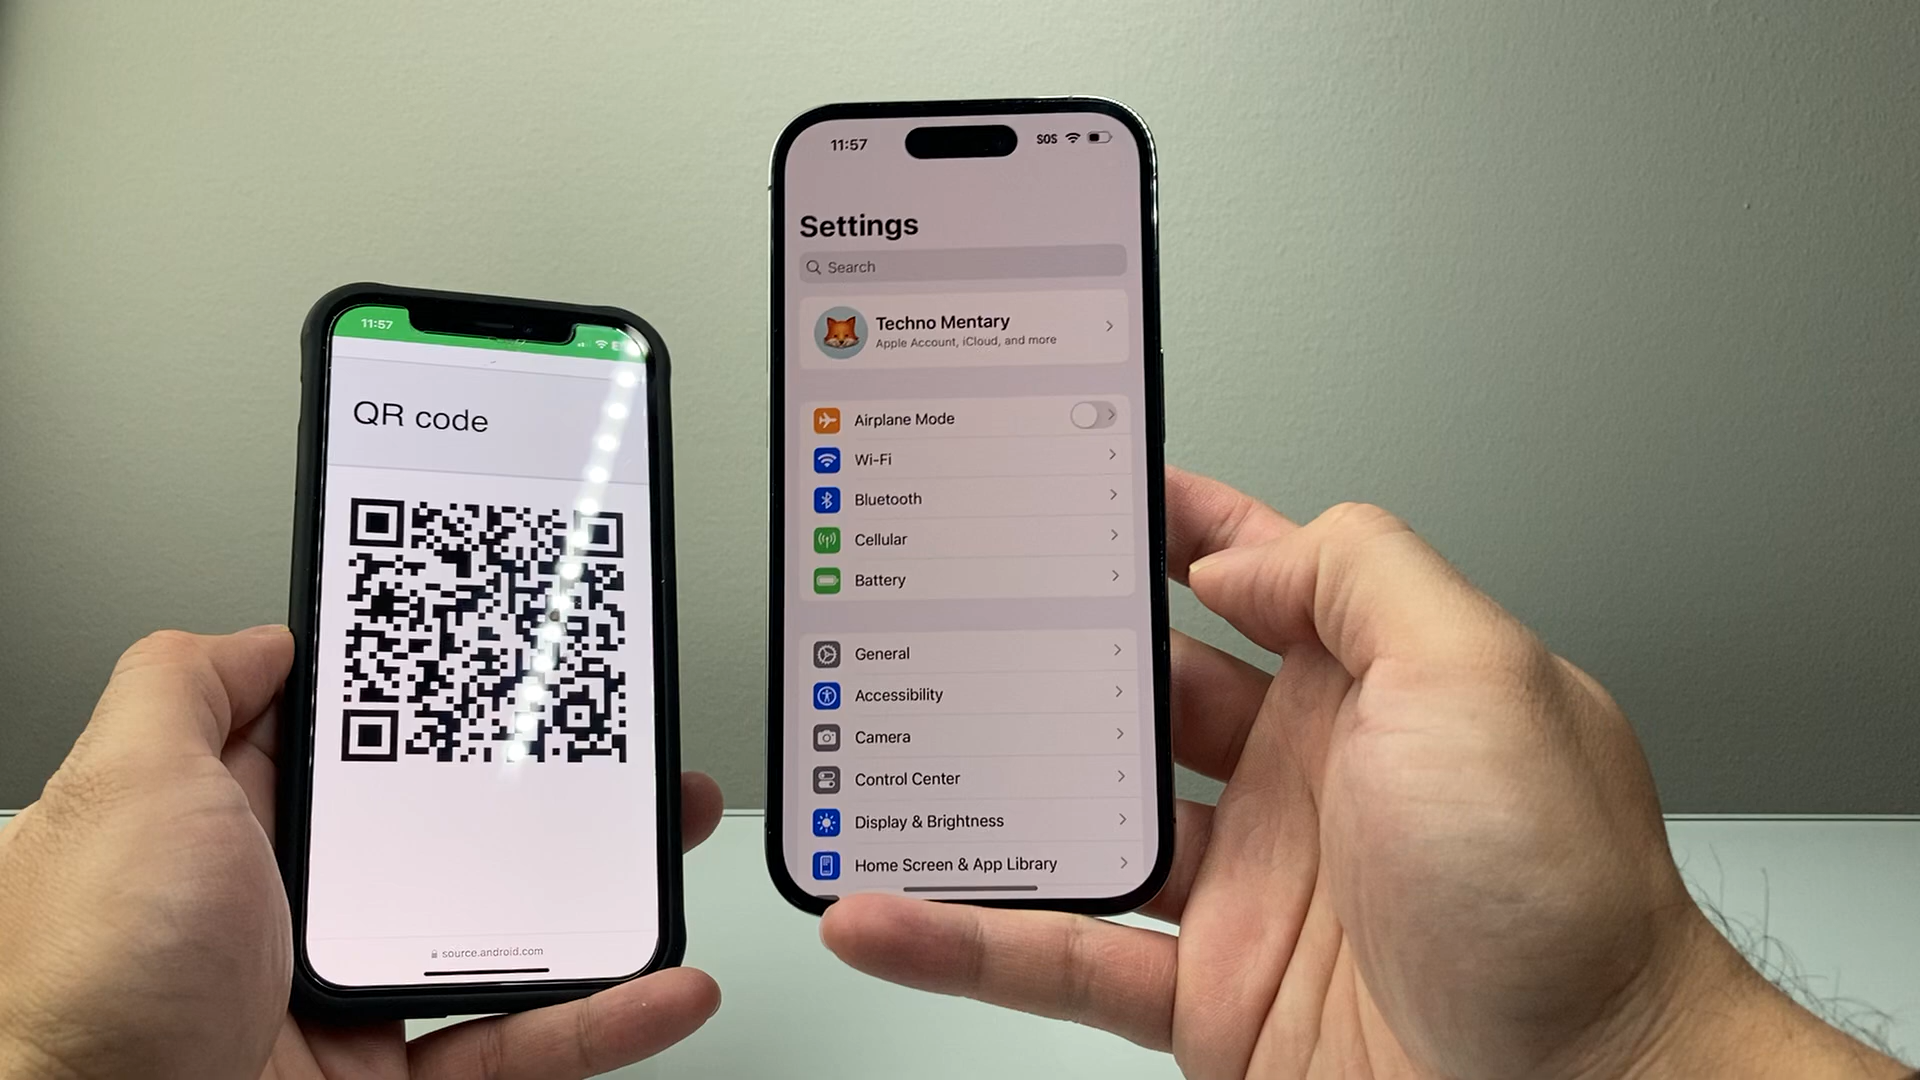 11:57
QR code
source.android.com
11:57
SOS
Settings
Search
Techno Mentary
Apple Account, iCloud, and more
Airplane Mode
Wi-Fi
Bluetooth
Cellular
Battery
General
Accessibility
Camera
Control Center
Display & Brightness
Home Screen & App Library